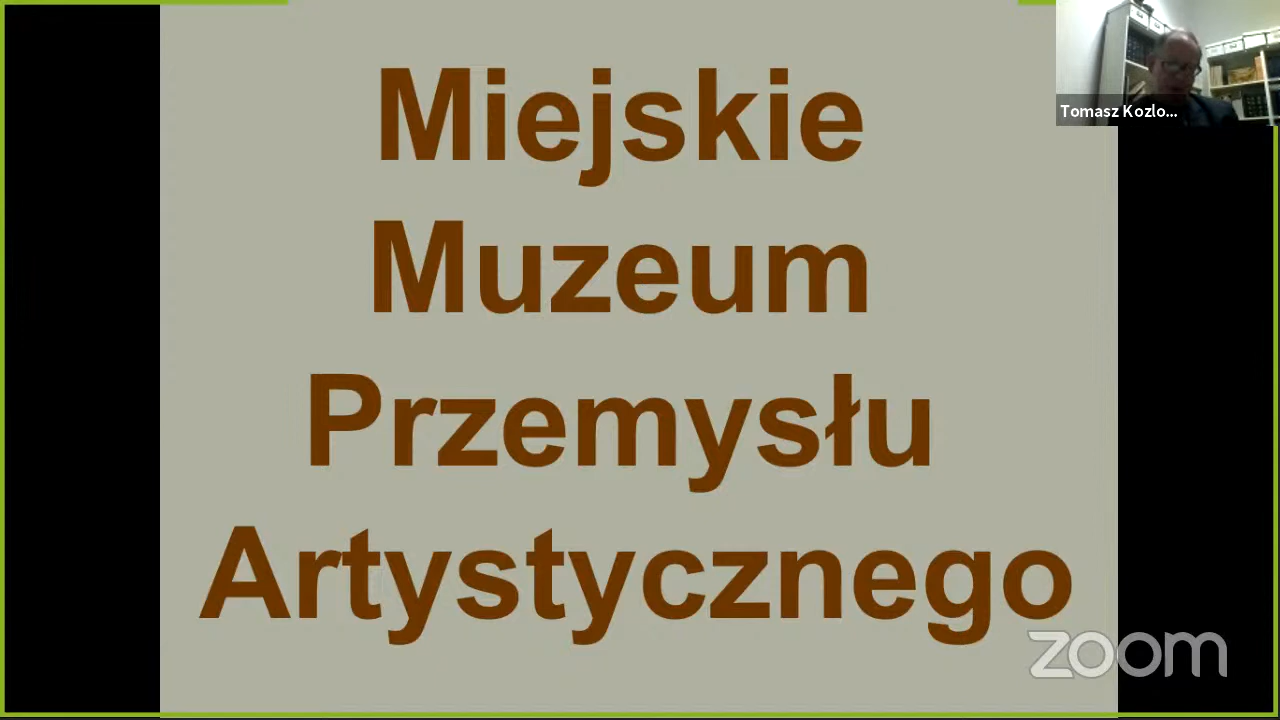 Tomasz Kozlo...
Miejskie
Muzeum
Przemysłu
Artystycznego
zoom